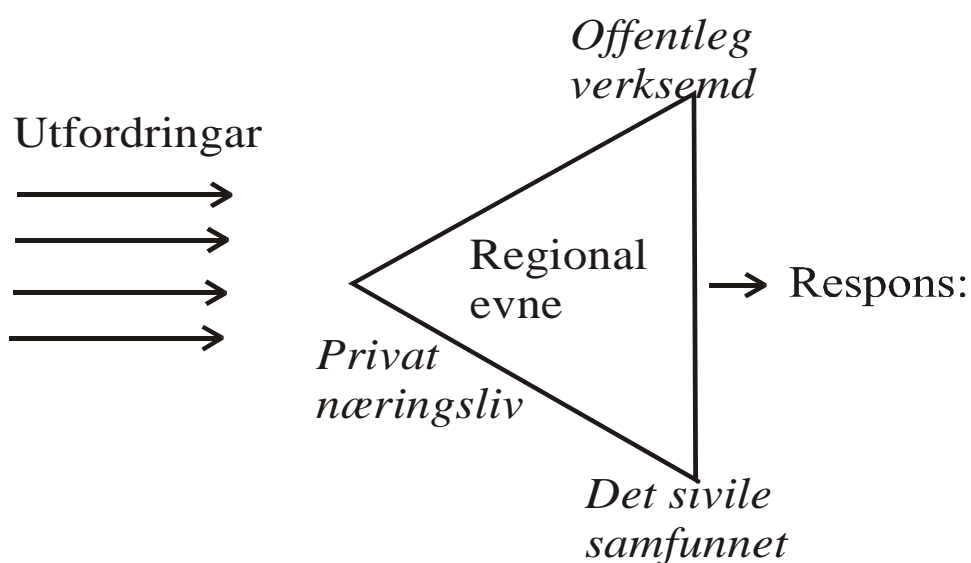 Offentleg
verksemd
Utfordringar
Regional
evne
Respons:
Privat
næringsliv
Det sivile
samfunnet